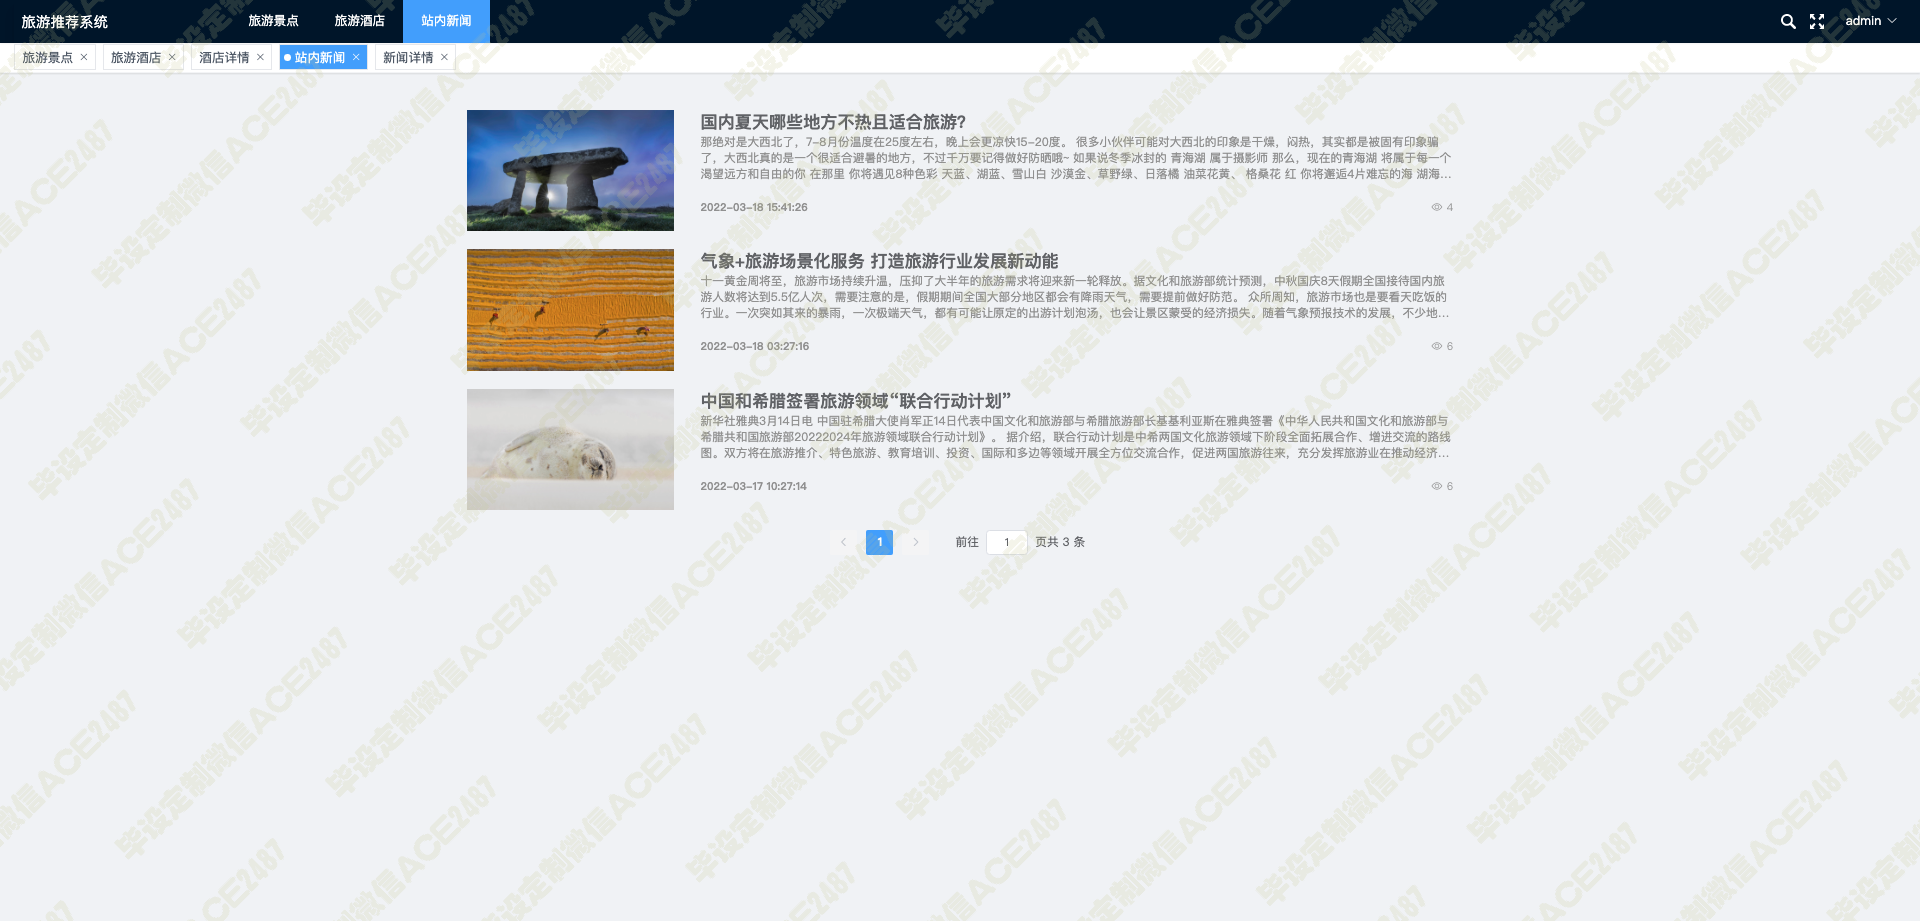 旅游推荐系统
旅游景点
旅游酒店
站内新闻
admin
旅游景点
旅游酒店
酒店详情
站内新闻
新闻详情
国内夏天哪些地方不热且适合旅游?
那绝对是大西北了，7-8月份温度在25度左右，晚上会更凉快15-20度。 很多小伙伴可能对大西北的印象是干燥，闷热，其实都是被固有印象骗
了，大西北真的是一个很适合避暑的地方，不过千万要记得做好防晒哦~ 如果说冬季冰封的 青海湖 属于摄影师 那么，现在的青海湖 将属于每一个
渴望远方和自由的你 在那里 你将遇见8种色彩 天蓝、湖蓝、雪山白 沙漠金、草野绿、日落橘 油菜花黄、 格桑花 红 你将邂逅4片难忘的海 湖海...
2022-03-18 15:41:26
4
气象+旅游场景化服务 打造旅游行业发展新动能
十一黄金周将至，旅游市场持续升温，压抑了大半年的旅游需求将迎来新一轮释放。据文化和旅游部统计预测，中秋国庆8天假期全国接待国内旅
游人数将达到5.5亿人次，需要注意的是，假期期间全国大部分地区都会有降雨天气，需要提前做好防范。 众所周知，旅游市场也是要看天吃饭的
行业。一次突如其来的暴雨，一次极端天气，都有可能让原定的出游计划泡汤，也会让景区蒙受的经济损失。随着气象预报技术的发展，不少地...
2022-03-18 03:27:16
6
中国和希腊签署旅游领域“联合行动计划”
新华社雅典3月14日电 中国驻希腊大使肖军正14日代表中国文化和旅游部与希腊旅游部长基基利亚斯在雅典签署《中华人民共和国文化和旅游部与
希腊共和国旅游部20222024年旅游领域联合行动计划》。 据介绍，联合行动计划是中希两国文化旅游领域下阶段全面拓展合作、增进交流的路线
图。双方将在旅游推介、特色旅游、教育培训、投资、国际和多边等领域开展全方位交流合作，促进两国旅游往来，充分发挥旅游业在推动经济...
2022-03-17 10:27:14
6
1
前往 1 页共 3 条
毕设定制微信ACE2487